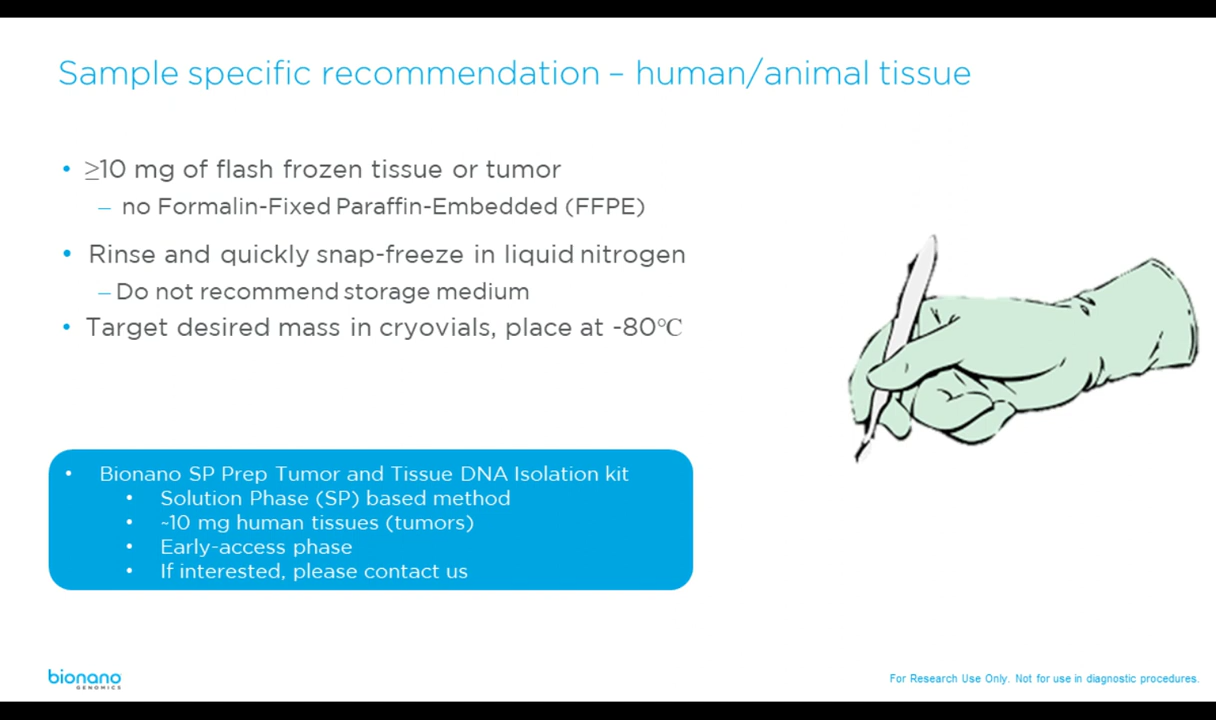 Sample specific recommendation – human/animal tissue
• ≥10 mg of flash frozen tissue or tumor
– no Formalin-Fixed Paraffin-Embedded (FFPE)
• Rinse and quickly snap-freeze in liquid nitrogen
– Do not recommend storage medium
• Target desired mass in cryovials, place at -80℃
• Bionano SP Prep Tumor and Tissue DNA Isolation kit
• Solution Phase (SP) based method
• ~10 mg human tissues (tumors)
• Early-access phase
• If interested, please contact us
bionano
GENOMICS
For Research Use Only. Not for use in diagnostic procedures.